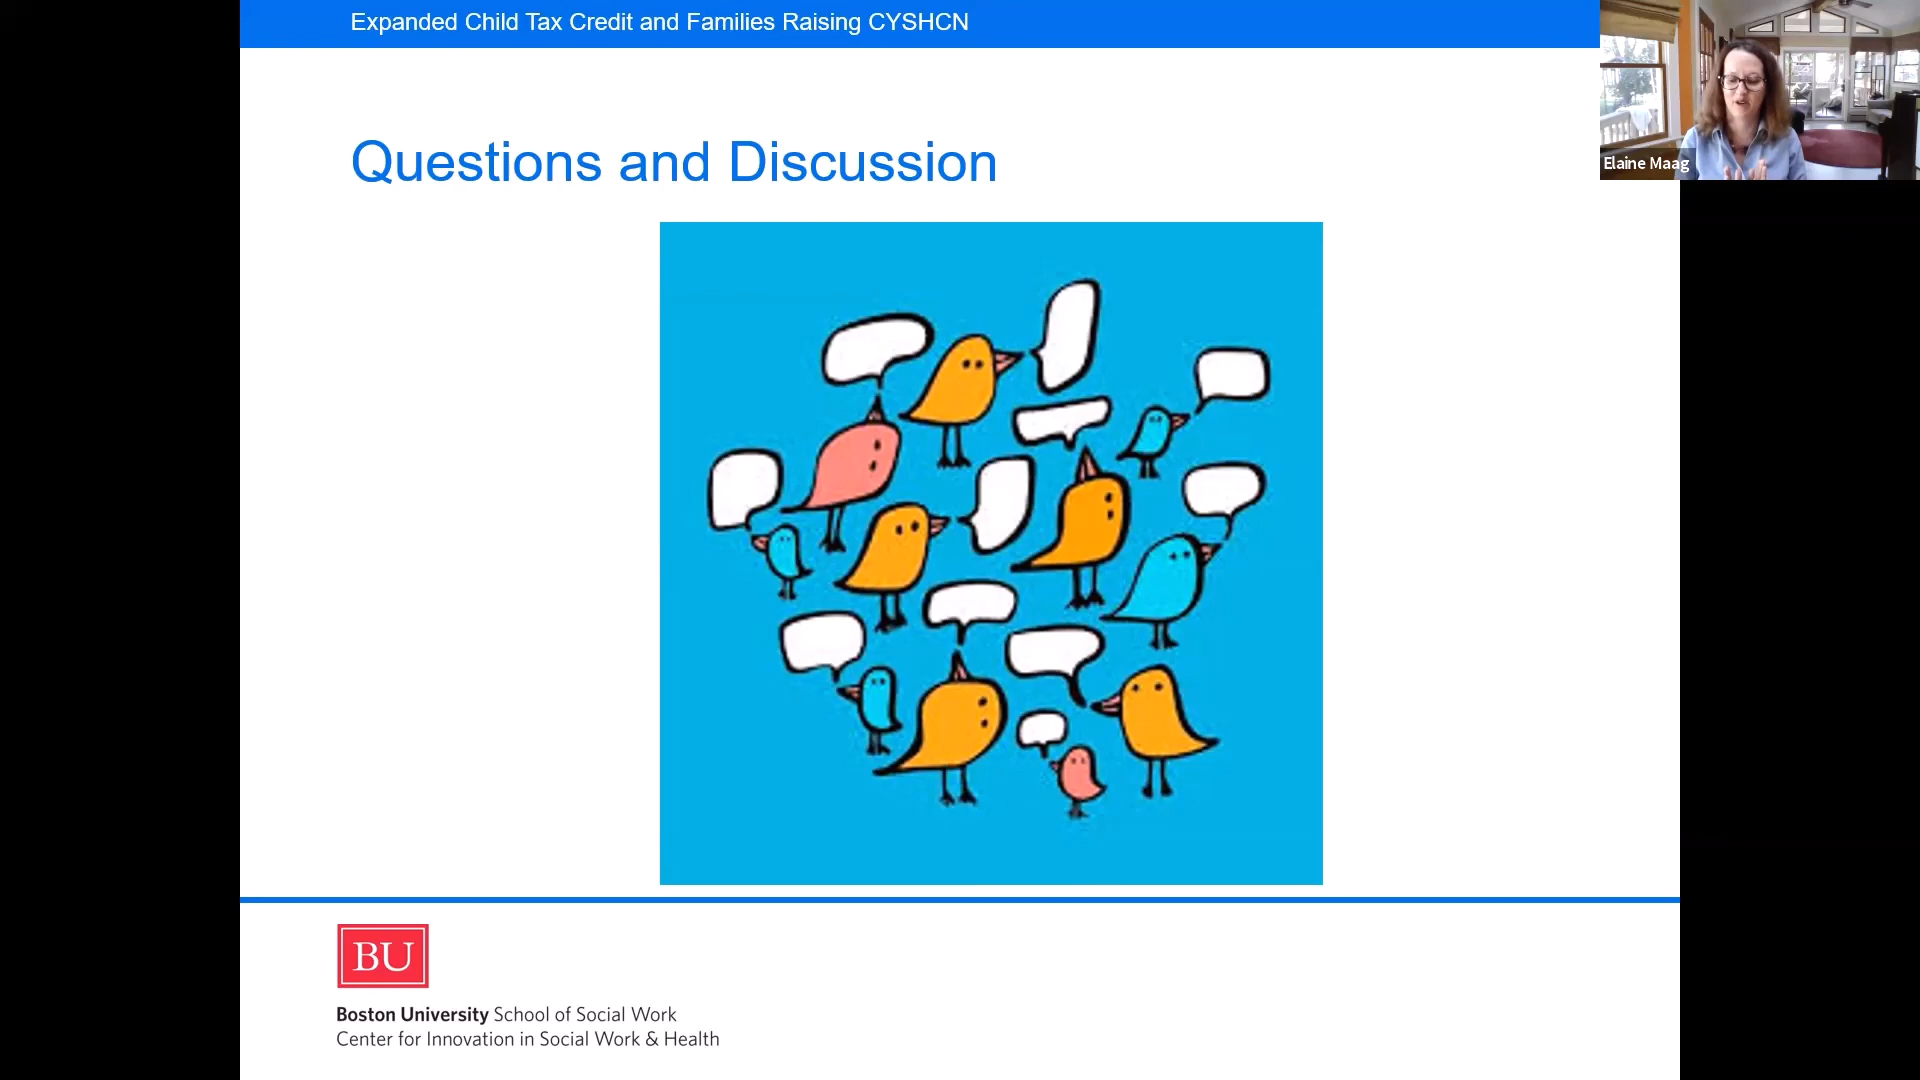 Expanded Child Tax Credit and Families Raising CYSHCN
Elaine Maag
Questions and Discussion
BU
Boston University School of Social Work
Center for Innovation in Social Work & Health